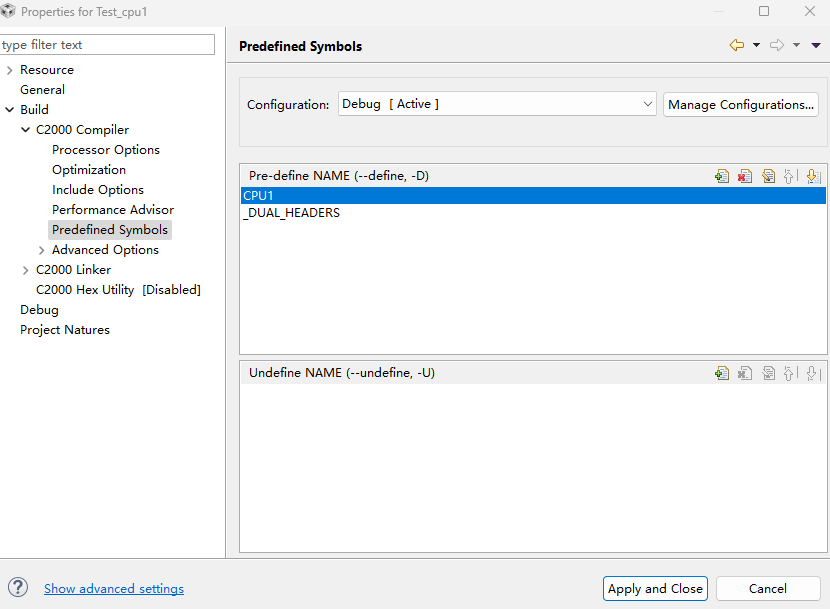 Properties for Test_cpu1
type filter text
Resource
General
Build
C2000 Compiler
Processor Options
Optimization
Include Options
Performance Advisor
Predefined Symbols
Advanced Options
C2000 Linker
C2000 Hex Utility [Disabled]
Debug
Project Natures
Predefined Symbols
Configuration: Debug [ Active ] Manage Configurations...
Pre-define NAME (--define, -D)
CPU1
_DUAL_HEADERS
Undefine NAME (--undefine, -U)
? Show advanced settings Apply and Close Cancel